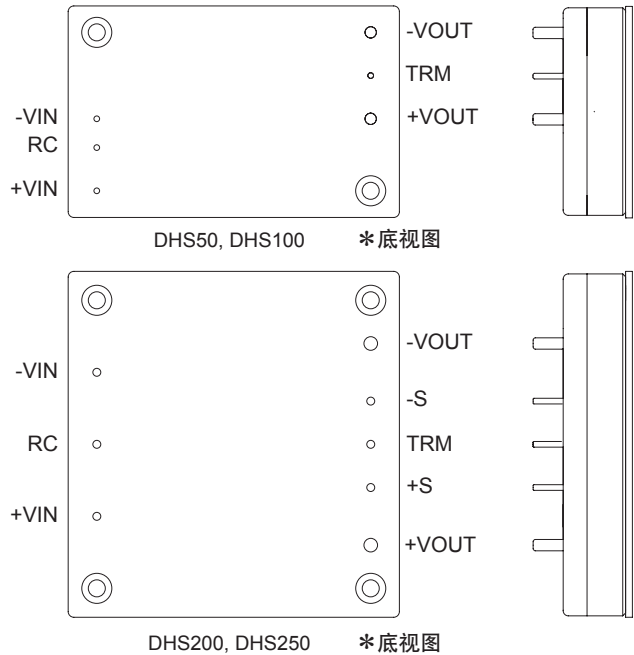 -VOUT
TRM
-VIN
+VOUT
RC
+VIN
DHS50, DHS100 *底视图
-VOUT
-VIN
-S
RC
TRM
+S
+VIN
+VOUT
DHS200, DHS250 *底视图